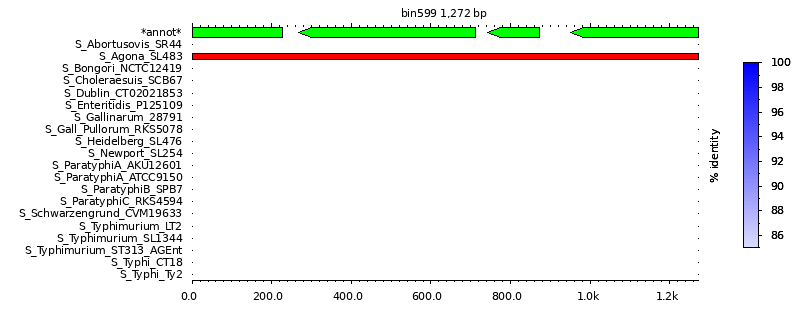 bin599 1,272 bp
*annot*
S_Abortusovis_SR44
S_Agona_SL483
S_Bongori_NCTC12419
S_Choleraesuis_SCB67
S_Dublin_CT02021853
S_Enteritidis_P125109
S_Gallinarum_28791
S_Gall_Pullorum_RKS5078
S_Heidelberg_SL476
S_Newport_SL254
S_ParatyphiA_AKU12601
S_ParatyphiA_ATCC9150
S_ParatyphiB_SPB7
S_ParatyphiC_RKS4594
S_Schwarzengrund_CVM19633
S_Typhimurium_LT2
S_Typhimurium_SL1344
S_Typhimurium_ST313_AGEnt
S_Typhi_CT18
S_Typhi_Ty2
0.0 200.0 400.0 600.0 800.0 1.0k 1.2k
% identity
100
98
96
94
92
90
88
86